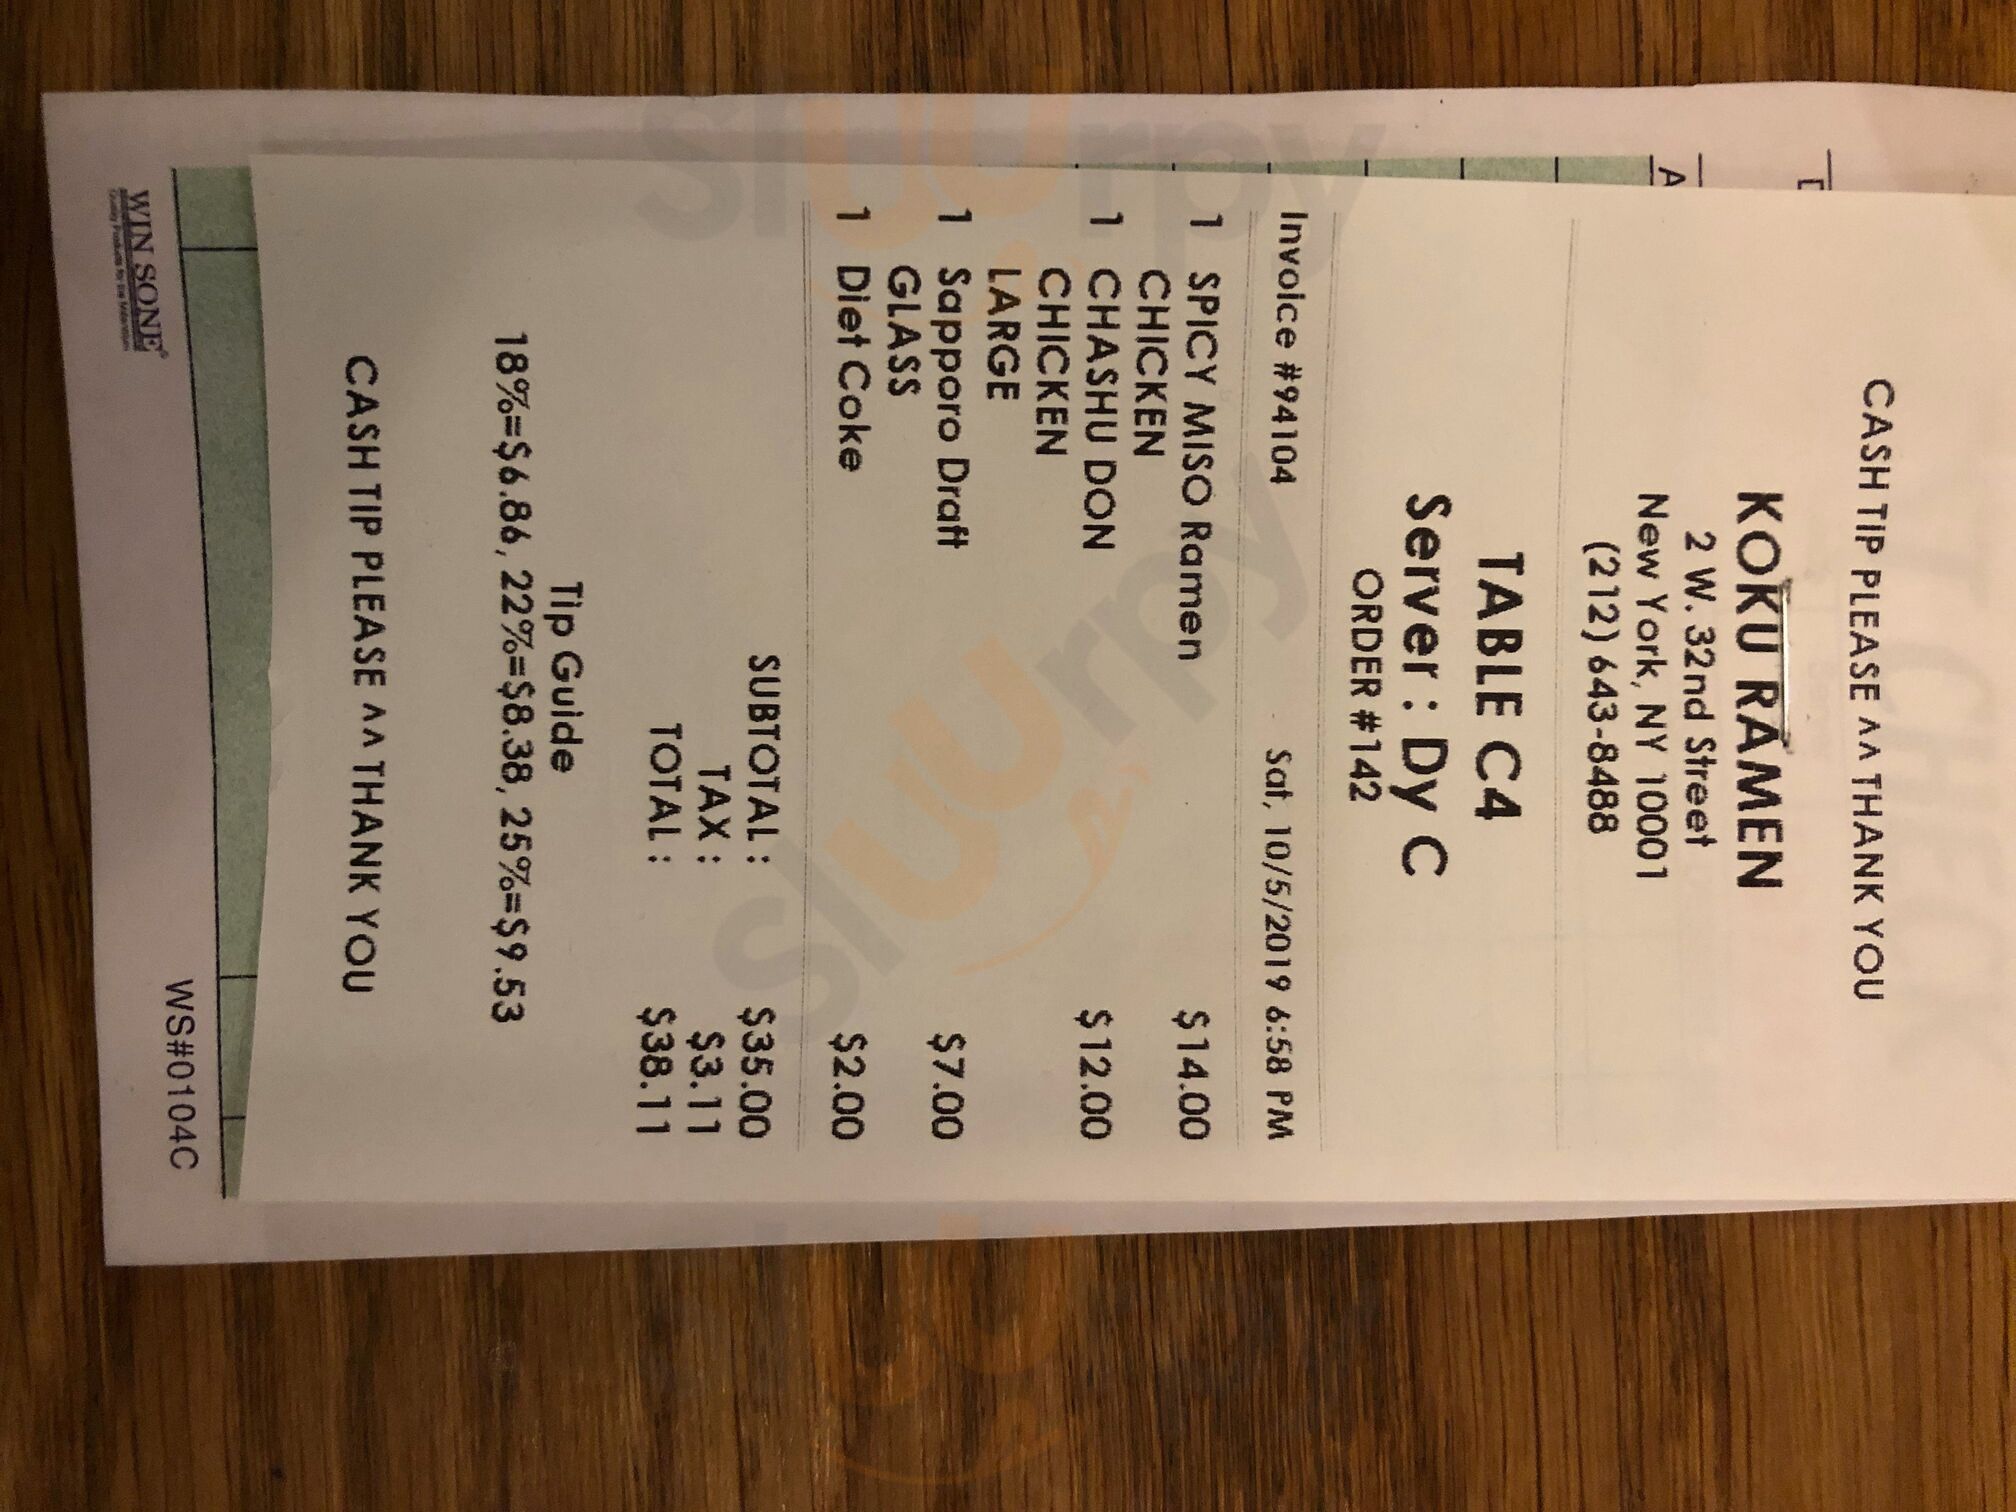 CASH TIP PLEASE ^^ THANK YOU
KOKU RAMEN
2 W. 32nd Street
New York, NY 10001
(212) 643-8488
TABLE C4
Server : Dy C
ORDER #142
Invoice #94104 Sat, 10/5/2019 6:58 PM
1 SPICY MISO Ramen $14.00
CHICKEN
1 CHASHU DON $12.00
CHICKEN
LARGE
1 Sapporo Draft $7.00
GLASS
1 Diet Coke $2.00
SUBTOTAL : $35.00
TAX : $3.11
TOTAL : $38.11
Tip Guide
18%=$6.86, 22%=$8.38, 25%=$9.53
CASH TIP PLEASE ^^ THANK YOU
WIN SONE®
WS#0104C
sluurpy
sluurpy